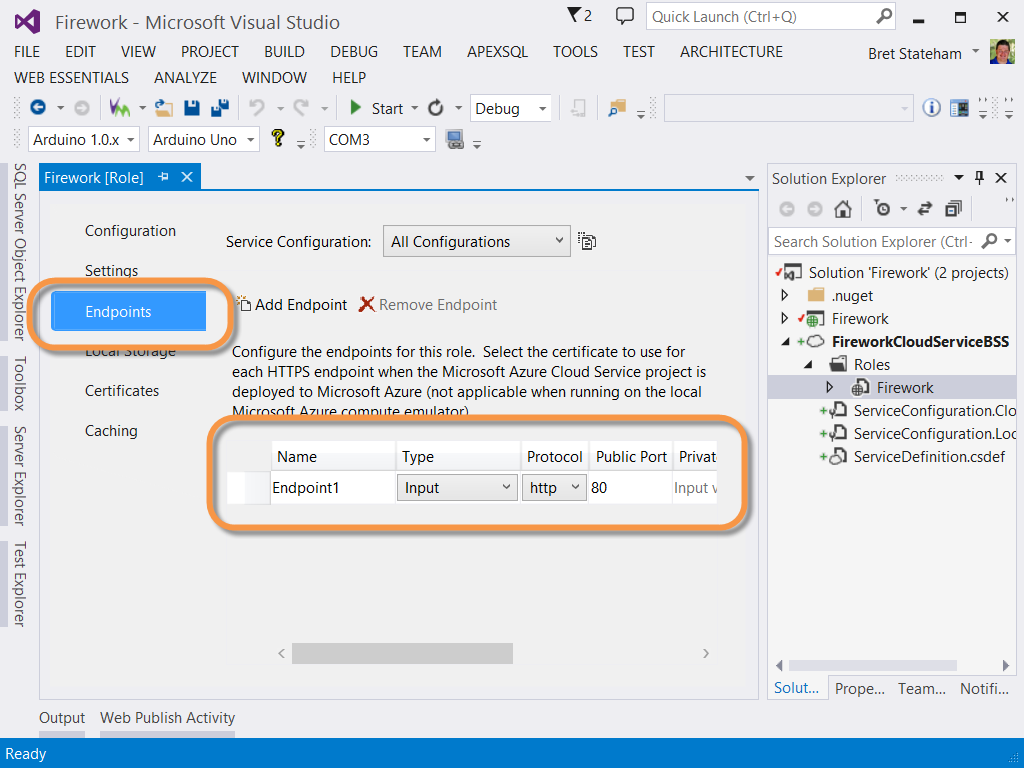 Firework - Microsoft Visual Studio
2
Quick Launch (Ctrl+Q)
FILE EDIT VIEW PROJECT BUILD DEBUG TEAM APEXSQL TOOLS TEST ARCHITECTURE
Bret Stateham
WEB ESSENTIALS ANALYZE WINDOW HELP
Start
Debug
Arduino 1.0.x
Arduino Uno
COM3
SQL Server Object Explorer
Toolbox
Server Explorer
Test Explorer
Firework [Role]
Configuration
Settings
Endpoints
Local Storage
Certificates
Caching
Service Configuration: All Configurations
Add Endpoint Remove Endpoint
Configure the endpoints for this role. Select the certificate to use for
each HTTPS endpoint when the Microsoft Azure Cloud Service project is
deployed to Microsoft Azure (not applicable when running on the local
Microsoft Azure compute emulator)
Name Type Protocol Public Port Privat
Endpoint1 Input http 80 Input v
Solution Explorer
Search Solution Explorer (Ctrl-
Solution 'Firework' (2 projects)
.nuget
Firework
FireworkCloudServiceBSS
Roles
Firework
ServiceConfiguration.Clo
ServiceConfiguration.Loc
ServiceDefinition.csdef
Solut... Prope... Team... Notifi...
Output Web Publish Activity
Ready